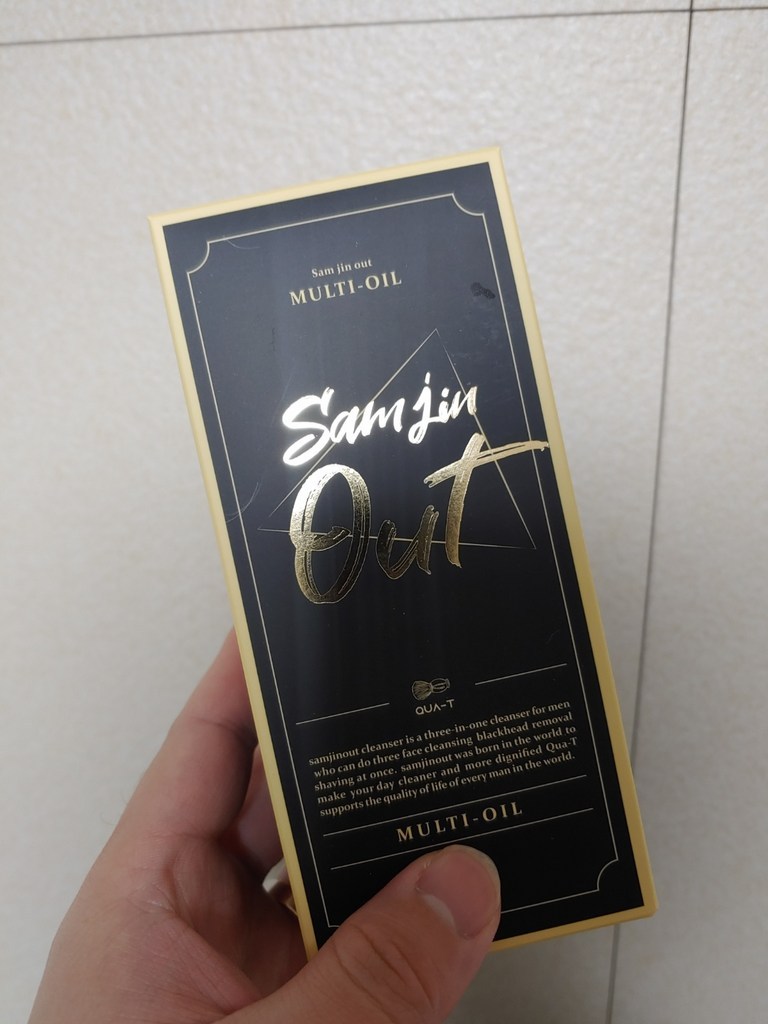 Sam jin out
MULTI-OIL
Samjin
Out
QUA-T
samjinout cleanser is a three-in-one cleanser for men
who can do three face cleansing blackhead removal
shaving at once. samjinout was born in the world to
make your day cleaner and more dignified Qua-T
supports the quality of life of every man in the world.
MULTI-OIL